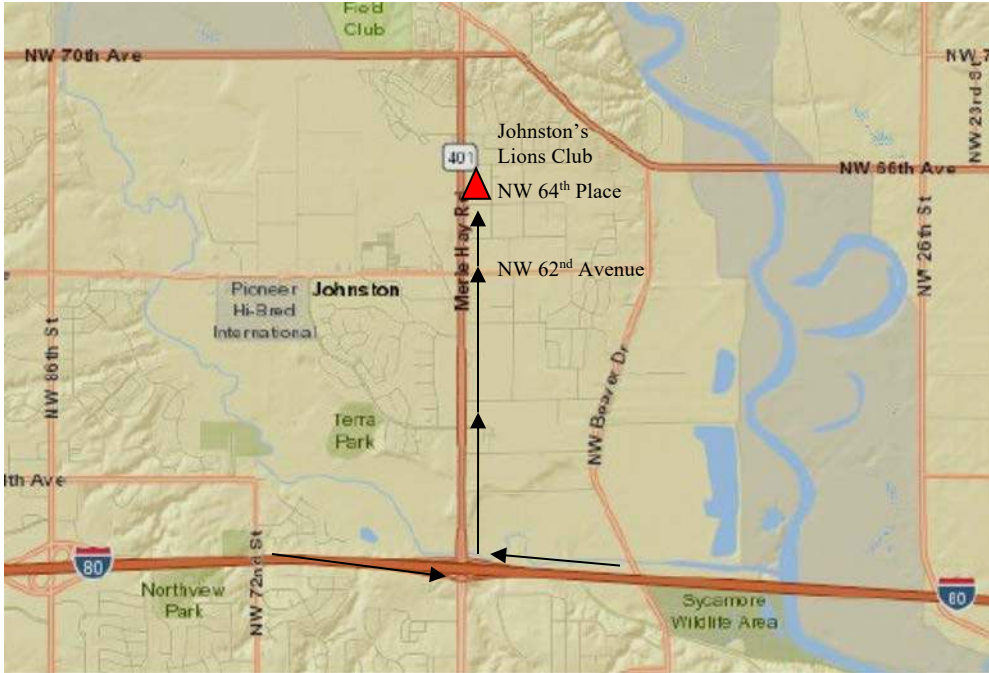 Field
Club
NW 70th Ave
NW 7
NW 23rd St
Johnston's
Lions Club
401
NW 66th Ave
NW 64th Place
Merle Hay Rd
NW 26th St
NW 62nd Avenue
Pioneer
Hi-Bred
International
Johnston
NW 86th St
NW Beaver Dr
Terra
Park
th Ave
NW 72nd St
80
80
Northview
Park
Sycamore
Wildlife Area